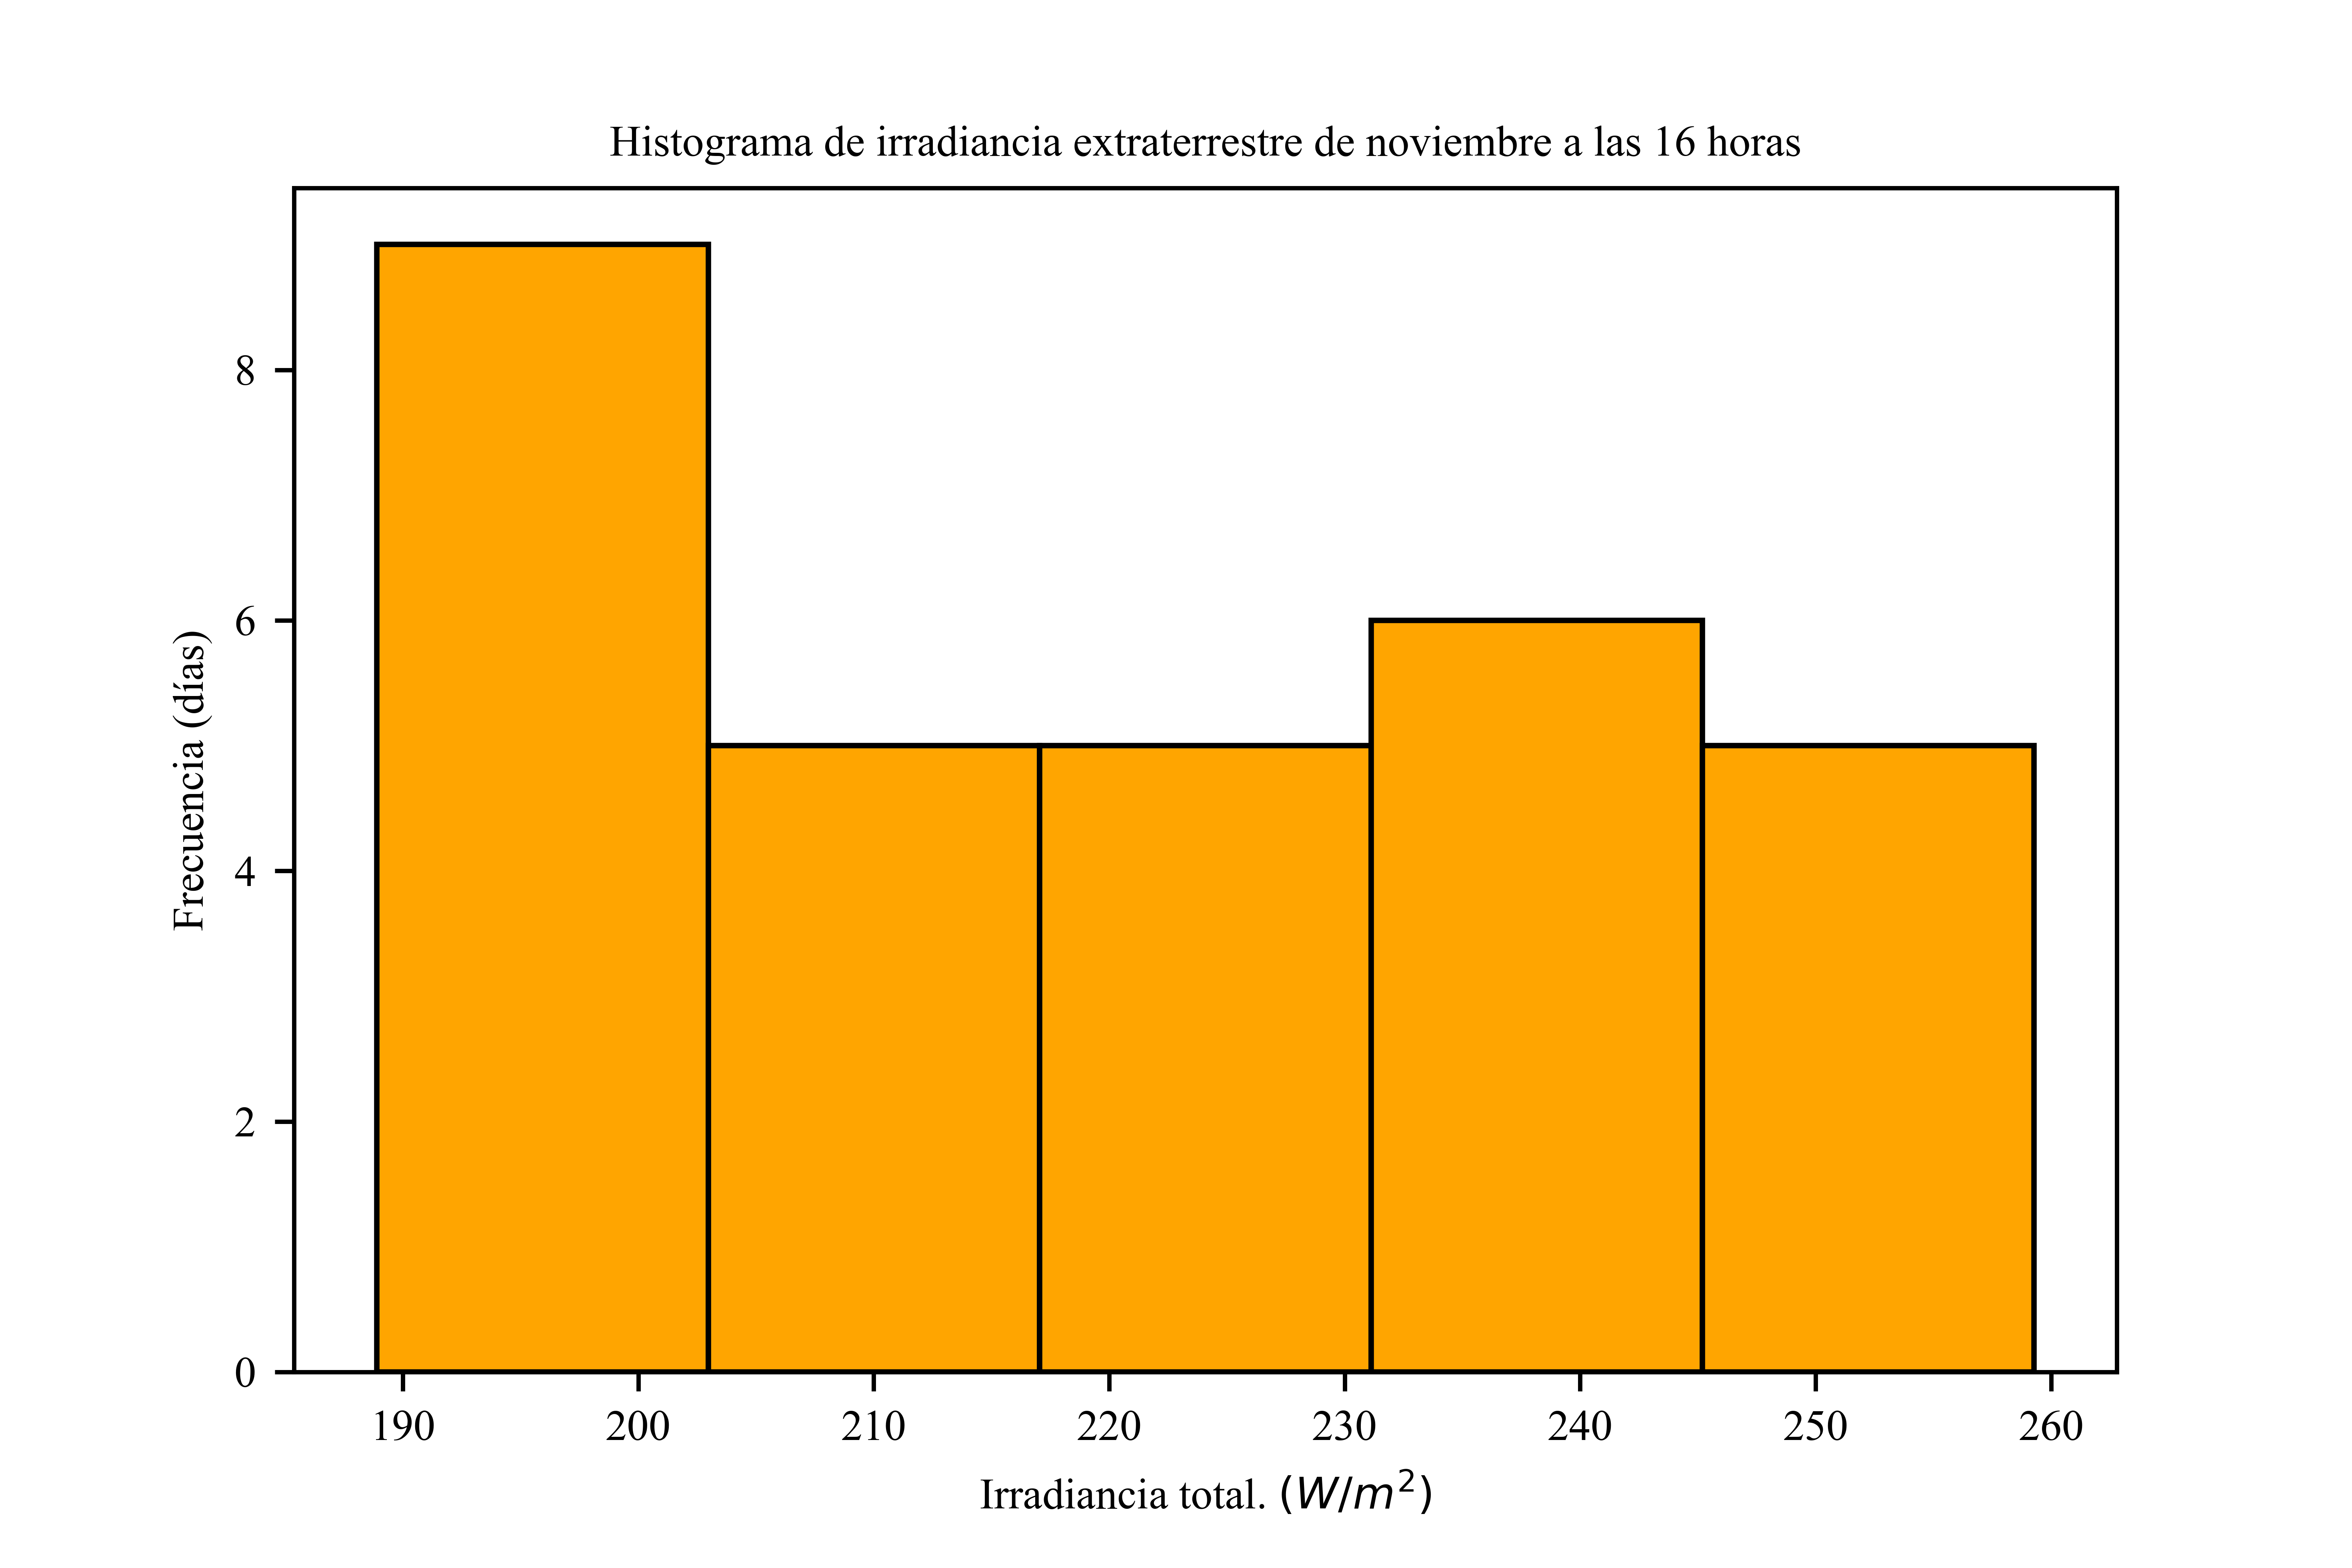 Histograma de irradiancia extraterrestre de noviembre a las 16 horas
Frecuencia (días)
8
6
4
2
0
190 200 210 220 230 240 250 260
Irradiancia total. (W/m²)